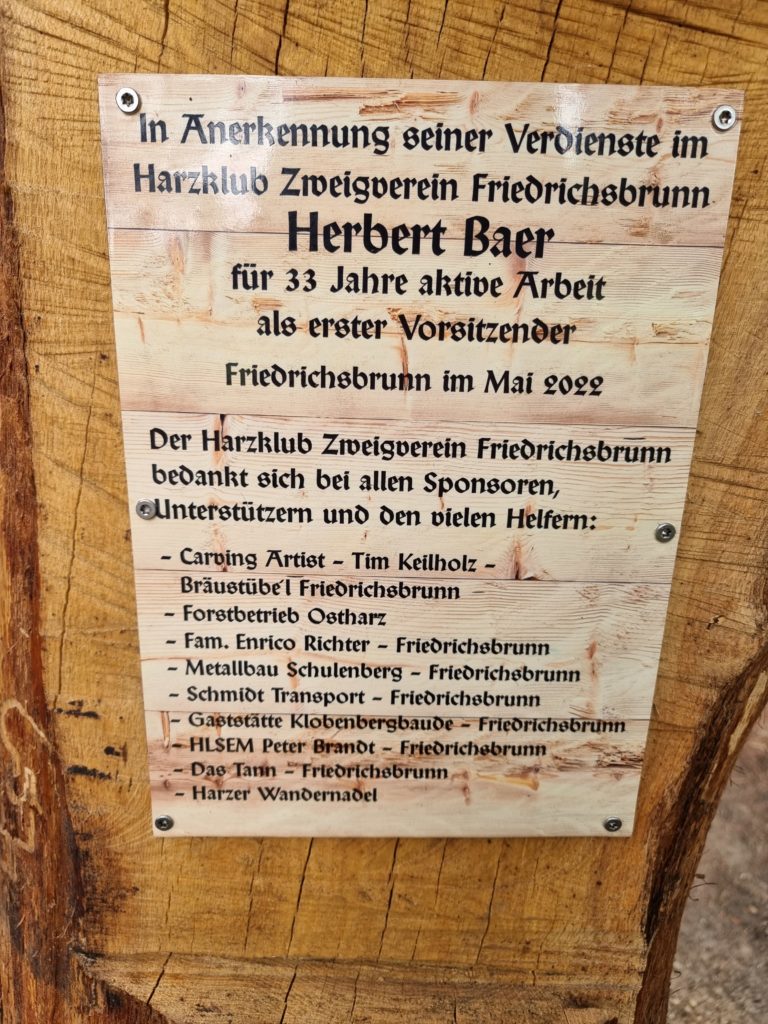 In Anerkennung seiner Verdienste im
Harzklub Zweigverein Friedrichsbrunn
Herbert Baer
für 33 Jahre aktive Arbeit
als erster Vorsitzender
Friedrichsbrunn im Mai 2022
Der Harzklub Zweigverein Friedrichsbrunn
bedankt sich bei allen Sponsoren,
Unterstützern und den vielen Helfern:
- Carving Artist - Tim Keilholz -
Bräustübe´l Friedrichsbrunn
- Forstbetrieb Ostharz
- Fam. Enrico Richter - Friedrichsbrunn
- Metallbau Schulenberg - Friedrichsbrunn
- Schmidt Transport - Friedrichsbrunn
- Gaststätte Klobenbergbaude - Friedrichsbrunn
- HLSEM Peter Brandt - Friedrichsbrunn
- Das Tann - Friedrichsbrunn
- Harzer Wandernadel